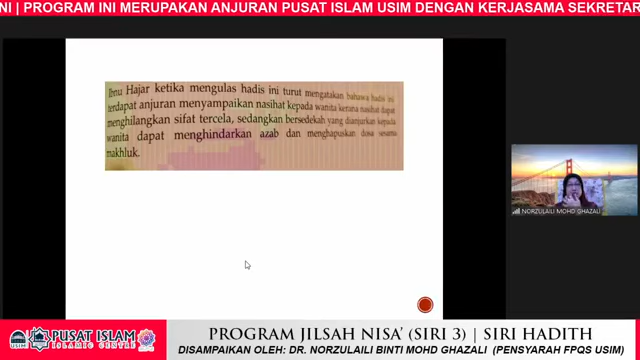 NI | PROGRAM INI MERUPAKAN ANJURAN PUSAT ISLAM USIM DENGAN KERJASAMA SEKRETAR
Ibnu Hajar ketika mengulas hadis ini turut mengatakan bahawa hadis ini
terdapat anjuran menyampaikan nasihat kepada wanita kerana nasihat dapat
menghilangkan sifat tercela, sedangkan bersedekah yang dianjurkan kepada
wanita dapat menghindarkan azab dan menghapuskan dosa sesama
makhluk.
NORZULAILI MOHD GHAZALI
USIM
PUSAT ISLAM
ISLAMIC CENTRE
PROGRAM JILSAH NISA' (SIRI 3) | SIRI HADITH
DISAMPAIKAN OLEH: DR. NORZULAILI BINTI MOHD GHAZALI (PENSYARAH FPQS USIM)